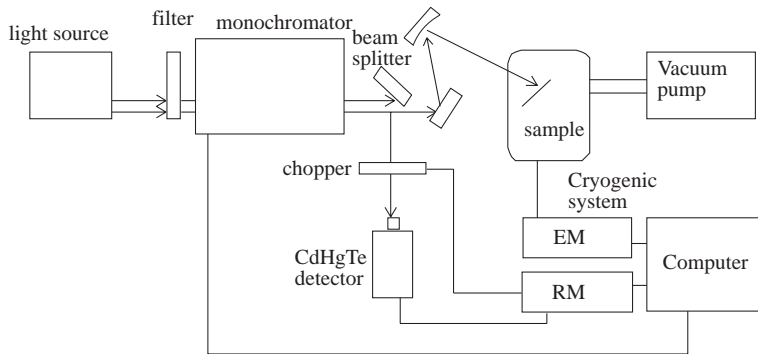 light source
filter
monochromator
beam
splitter
Vacuum
pump
sample
chopper
Cryogenic
system
CdHgTe
detector
EM
RM
Computer